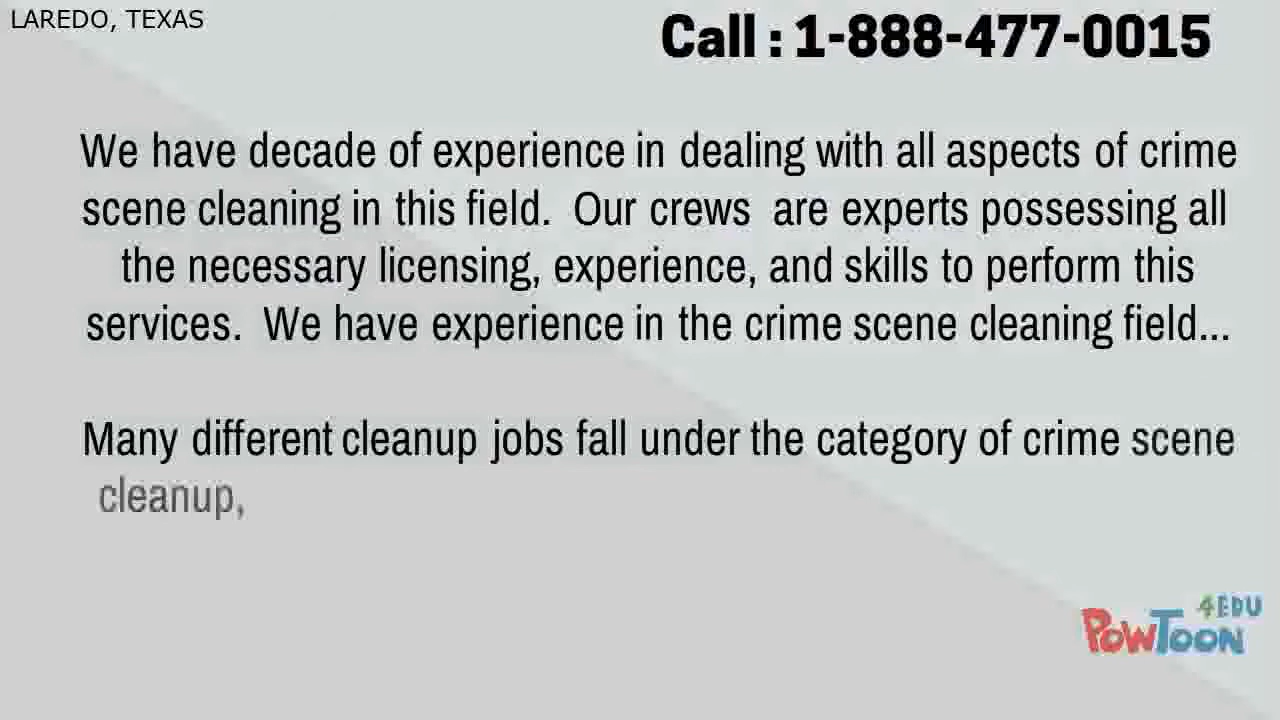 LAREDO, TEXAS
Call : 1-888-477-0015
We have decade of experience in dealing with all aspects of crime
scene cleaning in this field. Our crews are experts possessing all
the necessary licensing, experience, and skills to perform this
services. We have experience in the crime scene cleaning field...
Many different cleanup jobs fall under the category of crime scene
cleanup,
4EDU
POWTOON